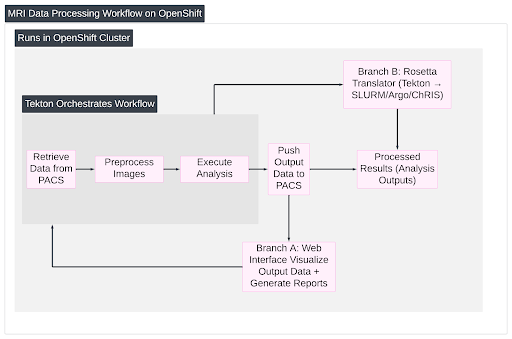 MRI Data Processing Workflow on OpenShift
Runs in OpenShift Cluster
Branch B: Rosetta
Translator (Tekton →
SLURM/Argo/ChRIS)
Tekton Orchestrates Workflow
Retrieve
Data from
PACS
Preprocess
Images
Execute
Analysis
Push
Output
Data to
PACS
Processed
Results (Analysis
Outputs)
Branch A: Web
Interface Visualize
Output Data +
Generate Reports